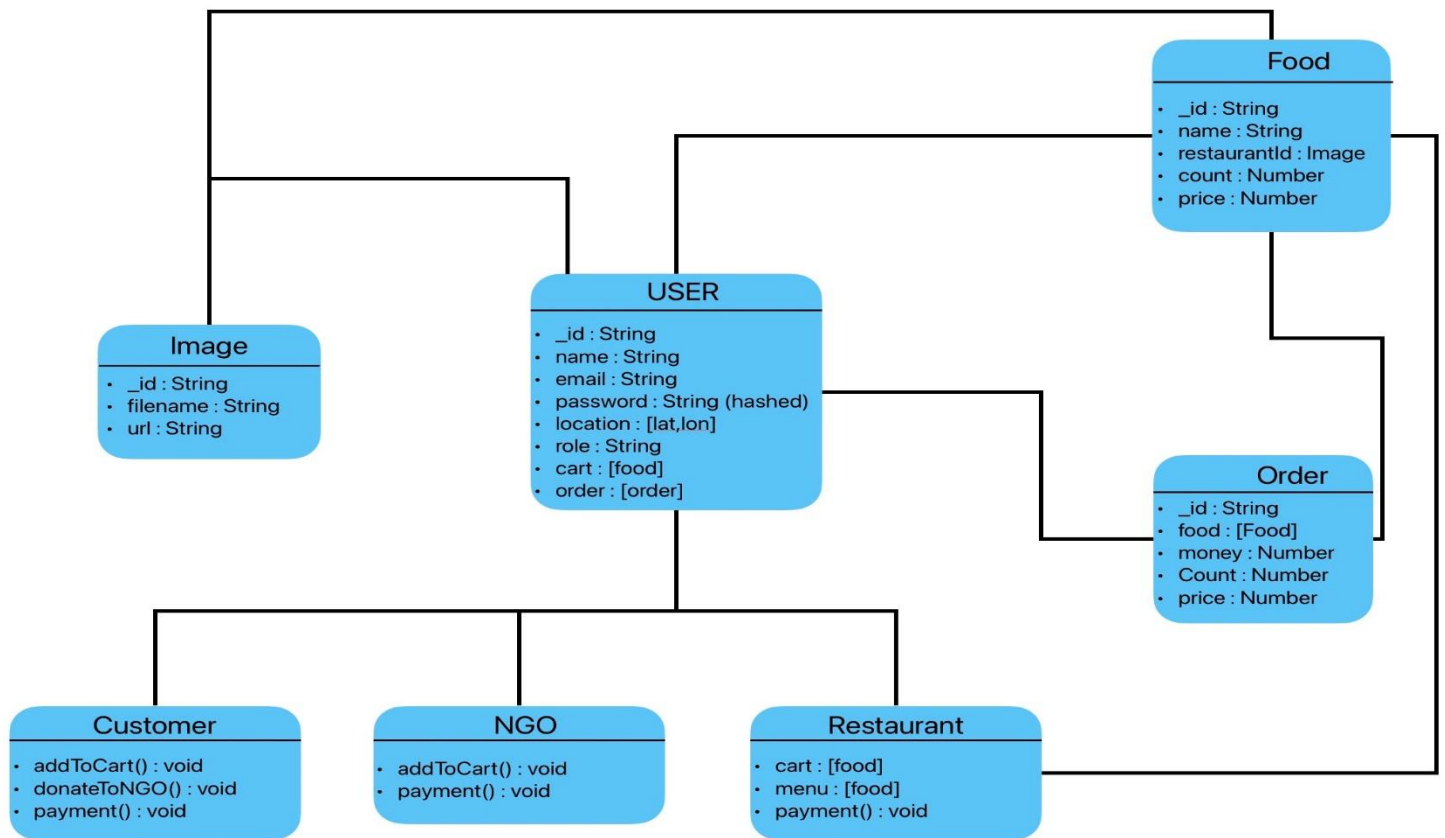 Food
• _id : String
• name : String
• restaurantId : Image
• count : Number
• price : Number
USER
• _id : String
• name : String
• email : String
• password : String (hashed)
• location : [lat,lon]
• role : String
• cart : [food]
• order : [order]
Image
• _id : String
• filename : String
• url : String
Order
• _id : String
• food : [Food]
• money : Number
• Count : Number
• price : Number
Customer
• addToCart() : void
• donateToNGO() : void
• payment() : void
NGO
• addToCart() : void
• payment() : void
Restaurant
• cart : [food]
• menu : [food]
• payment() : void